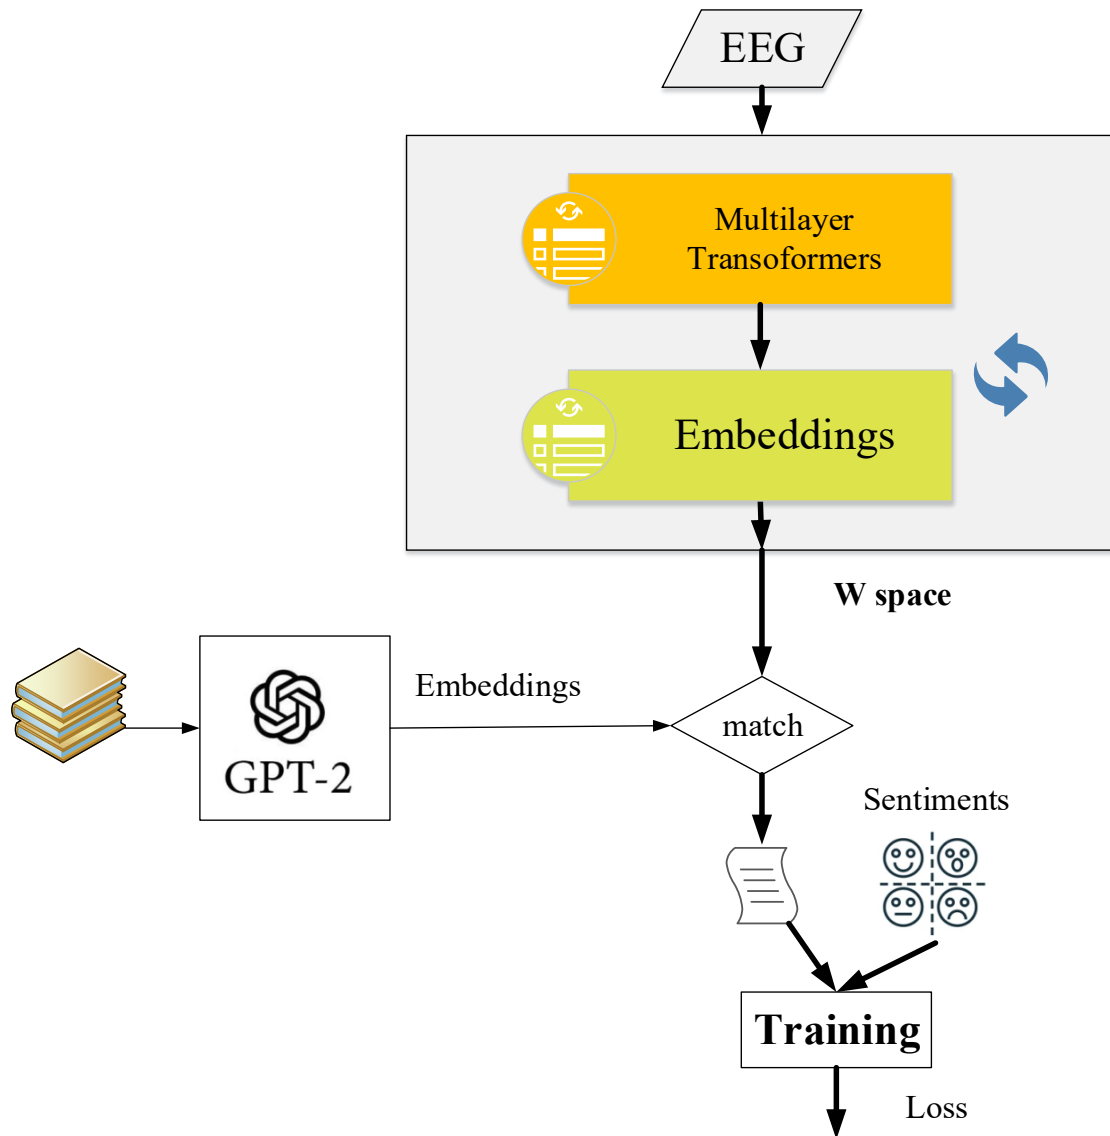 EEG
Multilayer
Transoformers
Embeddings
W space
Embeddings
GPT-2
match
Sentiments
Training
Loss